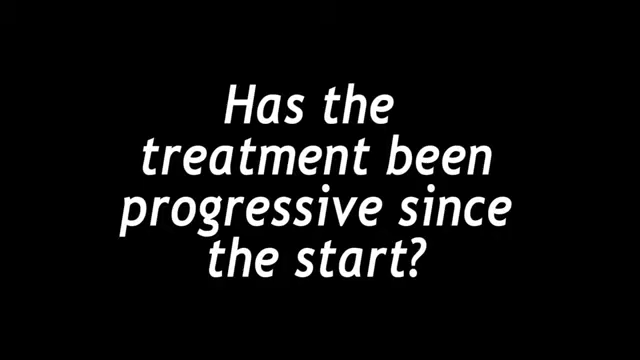 Has the
treatment been
progressive since
the start?